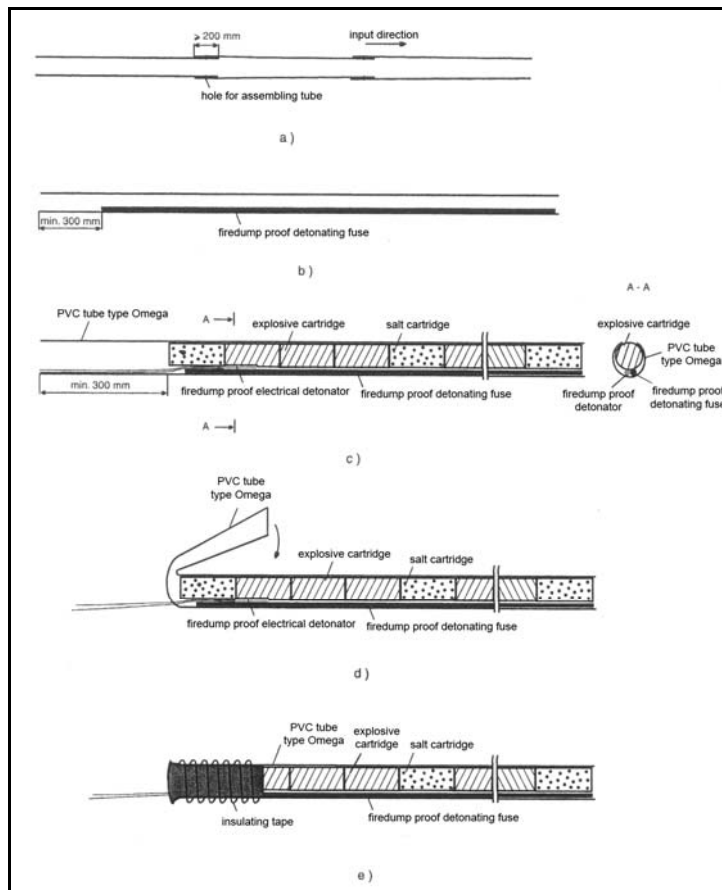 ⩾ 200 mm
input direction
hole for assembling tube
a )
min. 300 mm
firedump proof detonating fuse
b )
A - A
PVC tube type Omega
A
explosive cartridge
salt cartridge
explosive cartridge
PVC tube
type Omega
min. 300 mm
firedump proof electrical detonator
firedump proof detonating fuse
firedump proof
detonator
firedump proof
detonating fuse
A
c )
PVC tube
type Omega
explosive cartridge
salt cartridge
firedump proof electrical detonator
firedump proof detonating fuse
d )
PVC tube
type Omega
explosive
cartridge
salt cartridge
insulating tape
firedump proof detonating fuse
e )